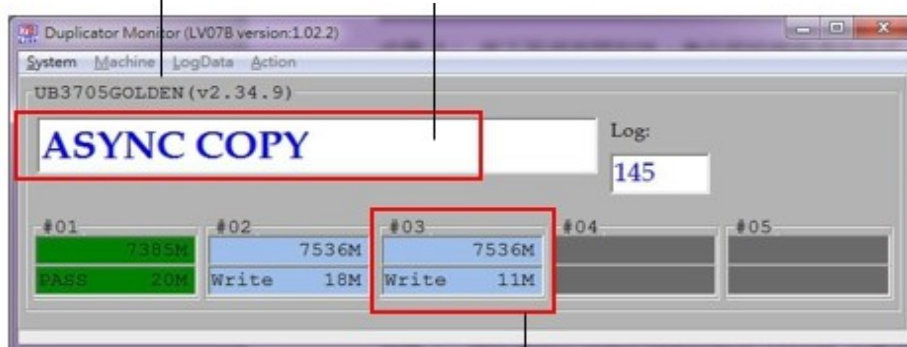 Duplicator Monitor (LV07B version:1.02.2)
System Machine LogData Action
UB3705GOLDEN(v2.34.9)
ASYNC COPY
Log:
145
#01 #02 #03 #04 #05
7385M 7536M 7536M
PASS 20M Write 18M Write 11M